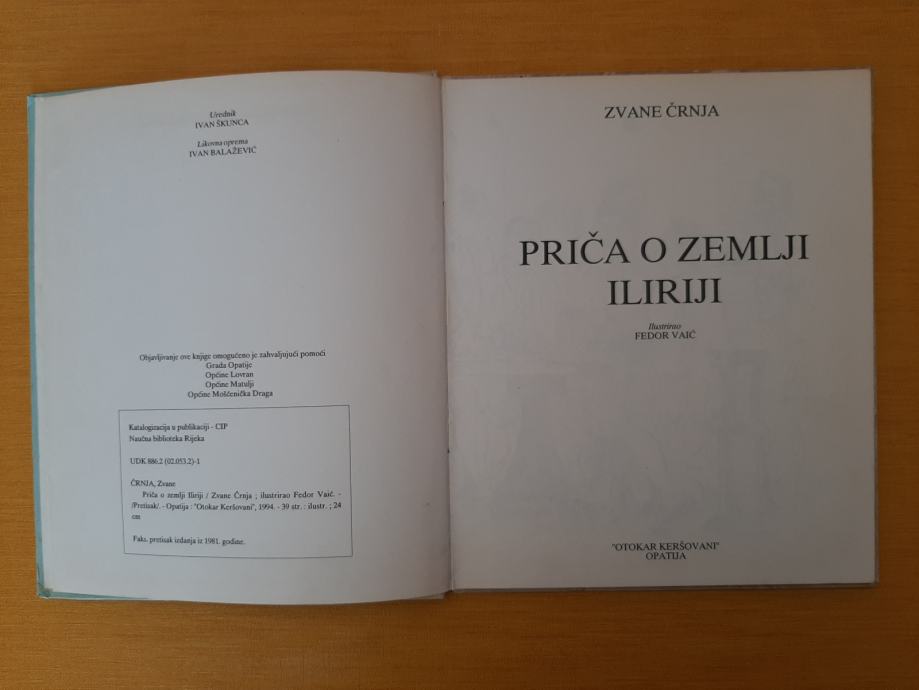 Urednik
IVAN ŠKUNCA
Likovna oprema
IVAN BALAŽEVIĆ
Objavljivanje ove knjige omogućeno je zahvaljujući pomoći
Grada Opatije
Općine Lovran
Općine Matulji
Općine Mošćenička Draga
Katalogizacija u publikaciji - CIP
Naučna biblioteka Rijeka
UDK 886.2 (02.053.2)-1
ČRNJA, Zvane
Priča o zemlji Iliriji / Zvane Črnja ; ilustrirao Fedor Vaić. -
/Pretisak/. - Opatija : "Otokar Keršovani", 1994. - 39 str. : ilustr. ; 24
cm
Faks. pretisak izdanja iz 1981. godine.
ZVANE ČRNJA
PRIČA O ZEMLJI
ILIRIJI
Ilustrirao
FEDOR VAIĆ
"OTOKAR KERŠOVANI"
OPATIJA